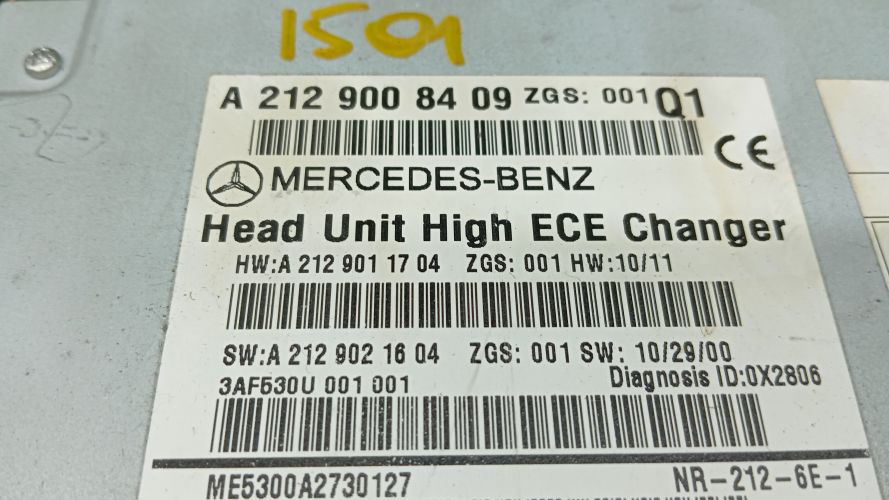 1501
A 212 900 84 09 ZGS: 001 Q1
CE
MERCEDES-BENZ
Head Unit High ECE Changer
HW:A 212 901 17 04 ZGS: 001 HW:10/11
SW:A 212 902 16 04 ZGS: 001 SW: 10/29/00
3AF530U 001 001 Diagnosis ID:0X2806
ME5300A2730127 NR-212-6E-1